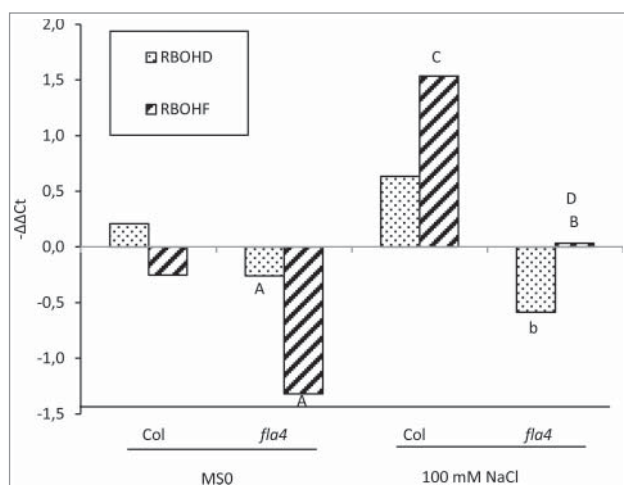 2,0
1,5
1,0
0,5
0,0
-0,5
-1,0
-1,5
-ΔΔCt
RBOHD
RBOHF
C
D
B
A
b
A
Col fla4 Col fla4
MS0 100 mM NaCl